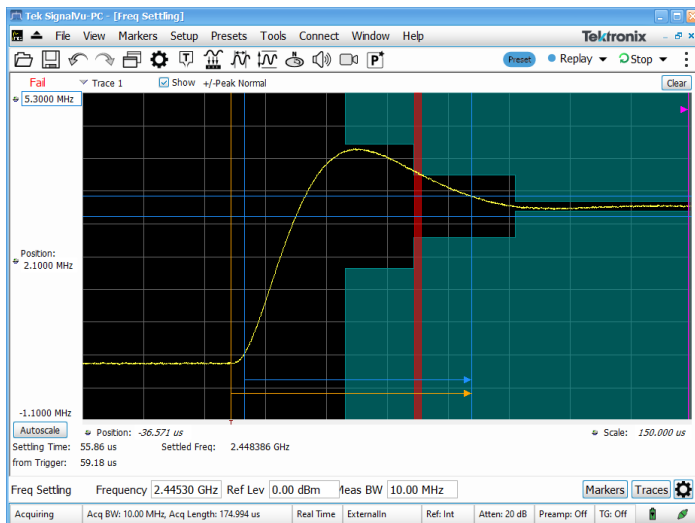 Tek SignalVu-PC - [Freq Settling]
File View Markers Setup Presets Tools Connect Window Help Tektronix
Preset Replay Stop
Fail Trace 1 Show +/-Peak Normal Clear
5.3000 MHz
Position:
2.1000 MHz
-1.1000 MHz
T
Autoscale Position: -36.571 us Scale: 150.000 us
Settling Time: 55.86 us Settled Freq: 2.448386 GHz
from Trigger: 59.18 us
Freq Settling Frequency 2.44530 GHz Ref Lev 0.00 dBm Meas BW 10.00 MHz Markers Traces
Acquiring Acq BW: 10.00 MHz, Acq Length: 174.994 us Real Time ExternalIn Ref: Int Atten: 20 dB Preamp: Off TG: Off